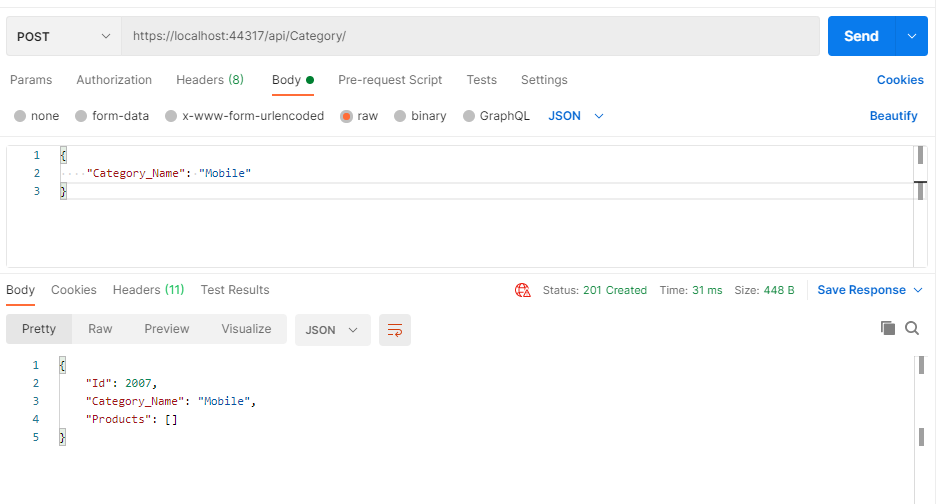 POST https://localhost:44317/api/Category/ Send
Params Authorization Headers (8) Body Pre-request Script Tests Settings Cookies
none form-data x-www-form-urlencoded raw binary GraphQL JSON Beautify
1 {
2 "Category_Name": "Mobile"
3 }
Body Cookies Headers (11) Test Results Status: 201 Created Time: 31 ms Size: 448 B Save Response
Pretty Raw Preview Visualize JSON
1 {
2 "Id": 2007,
3 "Category_Name": "Mobile",
4 "Products": []
5 }